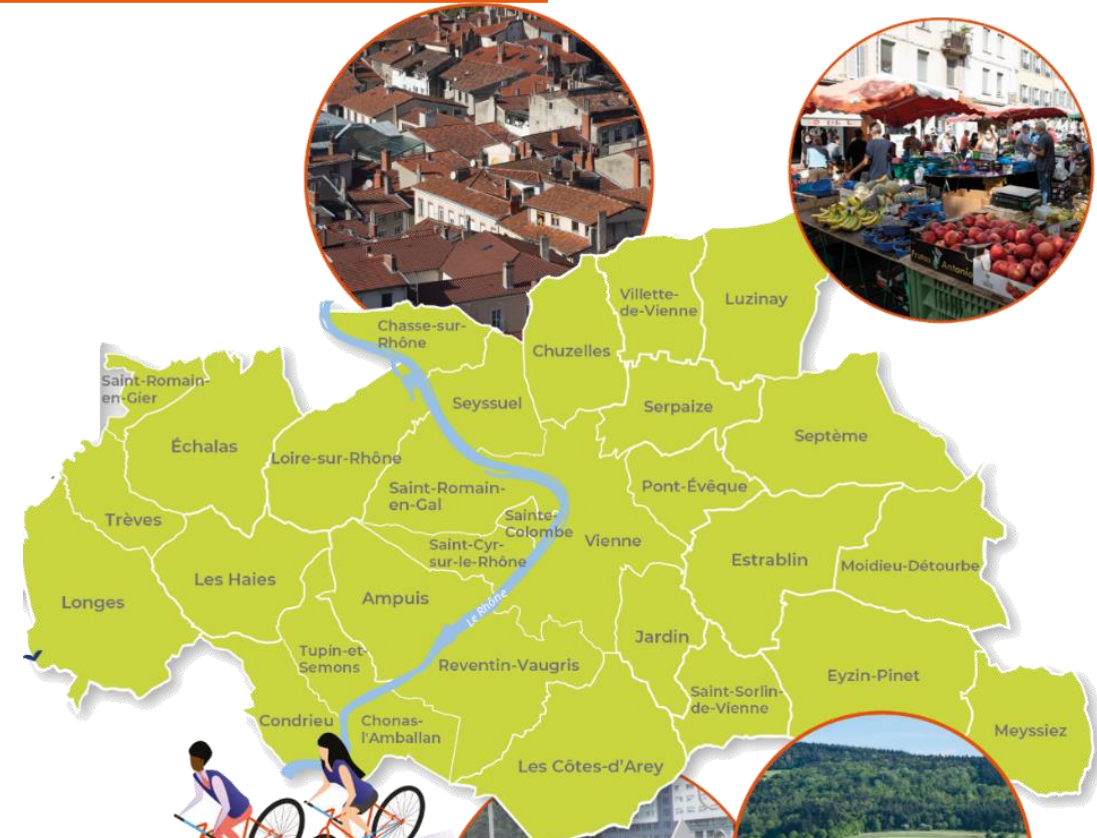 Villette-
de-Vienne
Luzinay
Chasse-sur-
Rhône
Chuzelles
Saint-Romain-
en-Gier
Seyssuel
Serpaize
Échalas
Loire-sur-Rhône
Septème
Saint-Romain-
en-Gal
Pont-Évêque
Trèves
Sainte-
Colombe
Vienne
Saint-Cyr-
sur-le-Rhône
Estrablin
Moidieu-Détourbe
Les Haies
Longes
Ampuis
Le Rhône
Jardin
Tupin-et-
Semons
Reventin-Vaugris
Eyzin-Pinet
Saint-Sorlin-
de-Vienne
Condrieu
Chonas-
l'Amballan
Meyssiez
Les Côtes-d'Arey
Antonio